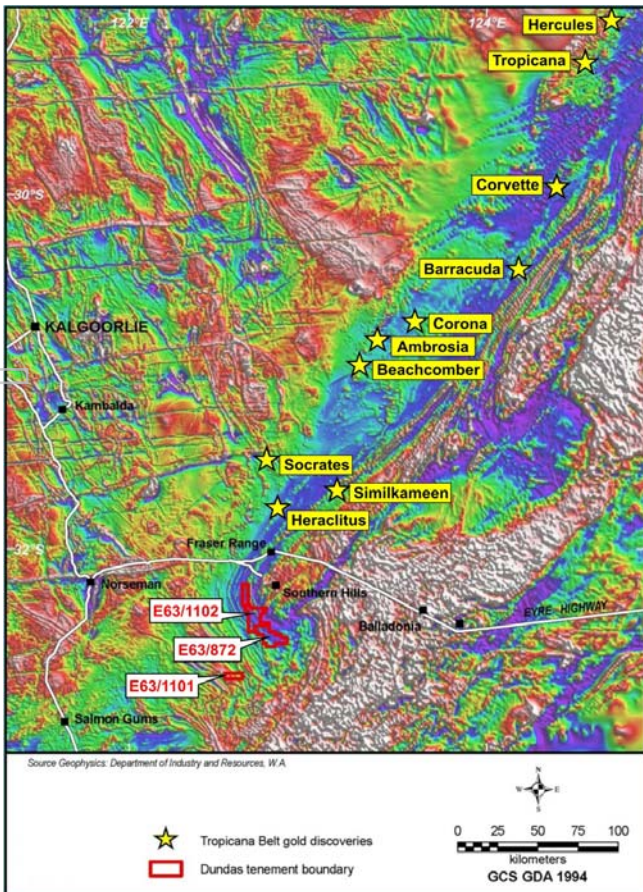 122°E
124°E
Hercules
Tropicana
Corvette
30°S
Barracuda
KALGOORLIE
Corona
Ambrosia
Beachcomber
Kambalda
Socrates
Similkameen
Heraclitus
32°S
Fraser Range
Norseman
Southern Hills
E63/1102
Balladonia
EYRE HIGHWAY
E63/872
E63/1101
Salmon Gums
Source Geophysics: Department of Industry and Resources, W.A.
N
W E
S
Tropicana Belt gold discoveries
0 25 50 75 100
kilometers
Dundas tenement boundary
GCS GDA 1994